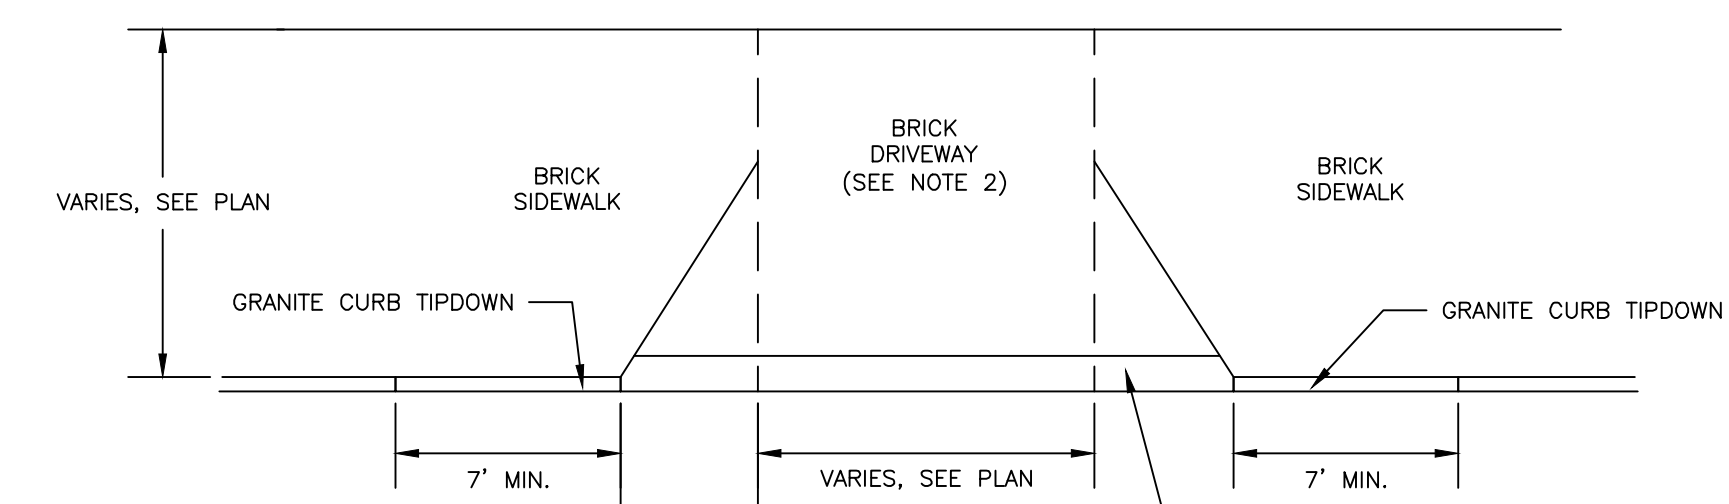 BRICK
DRIVEWAY
(SEE NOTE 2)
BRICK
SIDEWALK
BRICK
SIDEWALK
VARIES, SEE PLAN
GRANITE CURB TIPDOWN
GRANITE CURB TIPDOWN
7' MIN.
VARIES, SEE PLAN
7' MIN.